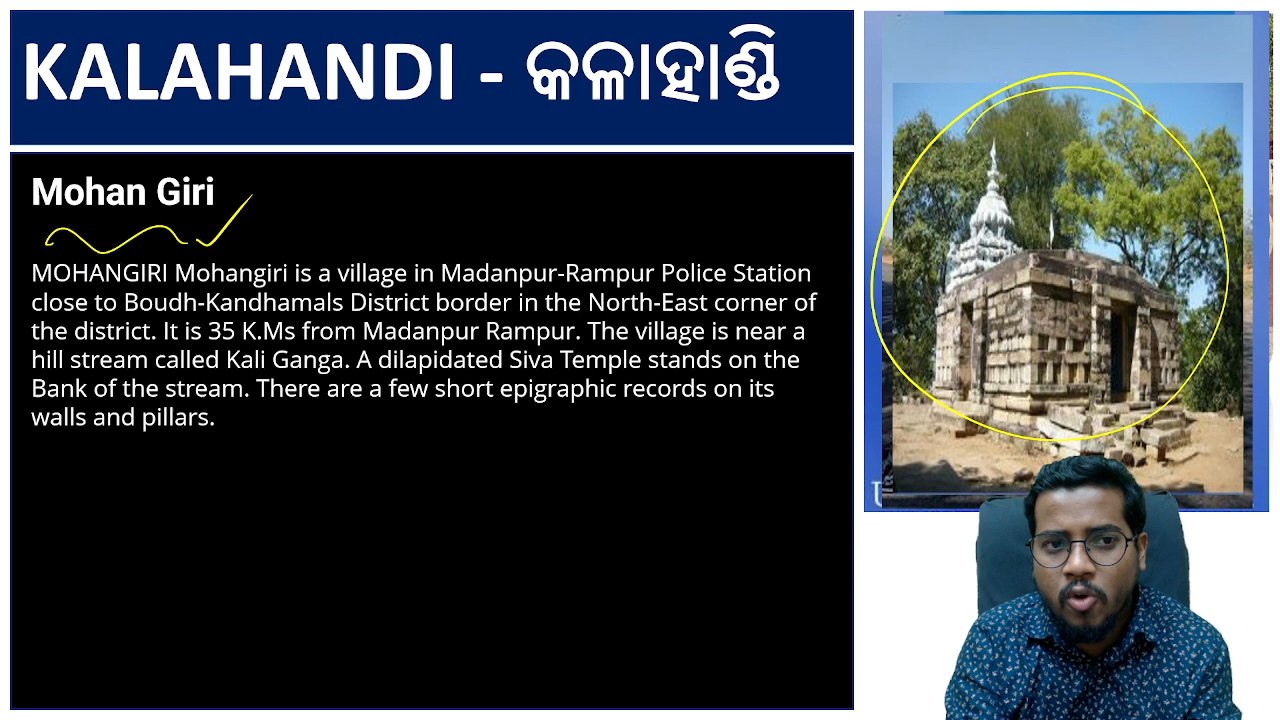 KALAHANDI - କଳାହାଣ୍ଡି
Mohan Giri
MOHANGIRI Mohangiri is a village in Madanpur-Rampur Police Station
close to Boudh-Kandhamals District border in the North-East corner of
the district. It is 35 K.Ms from Madanpur Rampur. The village is near a
hill stream called Kali Ganga. A dilapidated Siva Temple stands on the
Bank of the stream. There are a few short epigraphic records on its
walls and pillars.